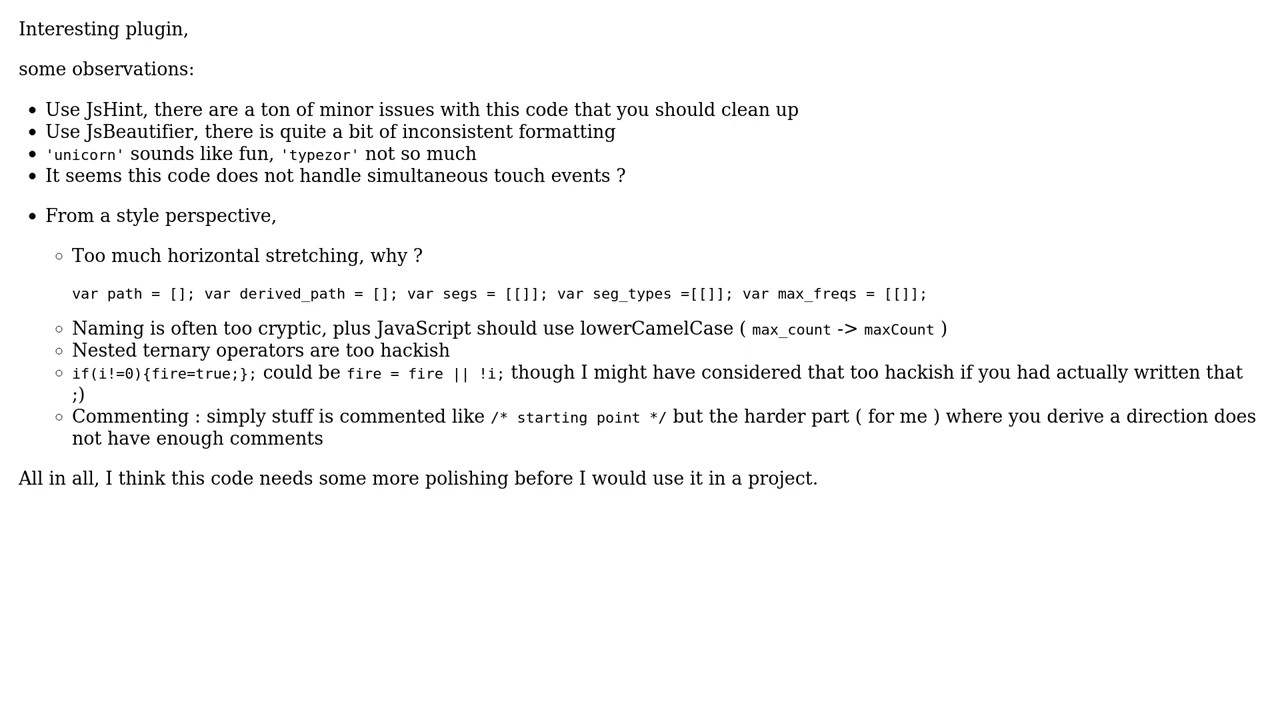 Interesting plugin,
some observations:
• Use JsHint, there are a ton of minor issues with this code that you should clean up
• Use JsBeautifier, there is quite a bit of inconsistent formatting
• 'unicorn' sounds like fun, 'typezor' not so much
• It seems this code does not handle simultaneous touch events ?
• From a style perspective,
◦ Too much horizontal stretching, why ?
var path = []; var derived_path = []; var segs = [[]]; var seg_types =[[]]; var max_freqs = [[]];
◦ Naming is often too cryptic, plus JavaScript should use lowerCamelCase ( max_count -> maxCount )
◦ Nested ternary operators are too hackish
◦ if(i!=0){fire=true;}; could be fire = fire || !i; though I might have considered that too hackish if you had actually written that
;)
◦ Commenting : simply stuff is commented like /* starting point */ but the harder part ( for me ) where you derive a direction does
not have enough comments
All in all, I think this code needs some more polishing before I would use it in a project.